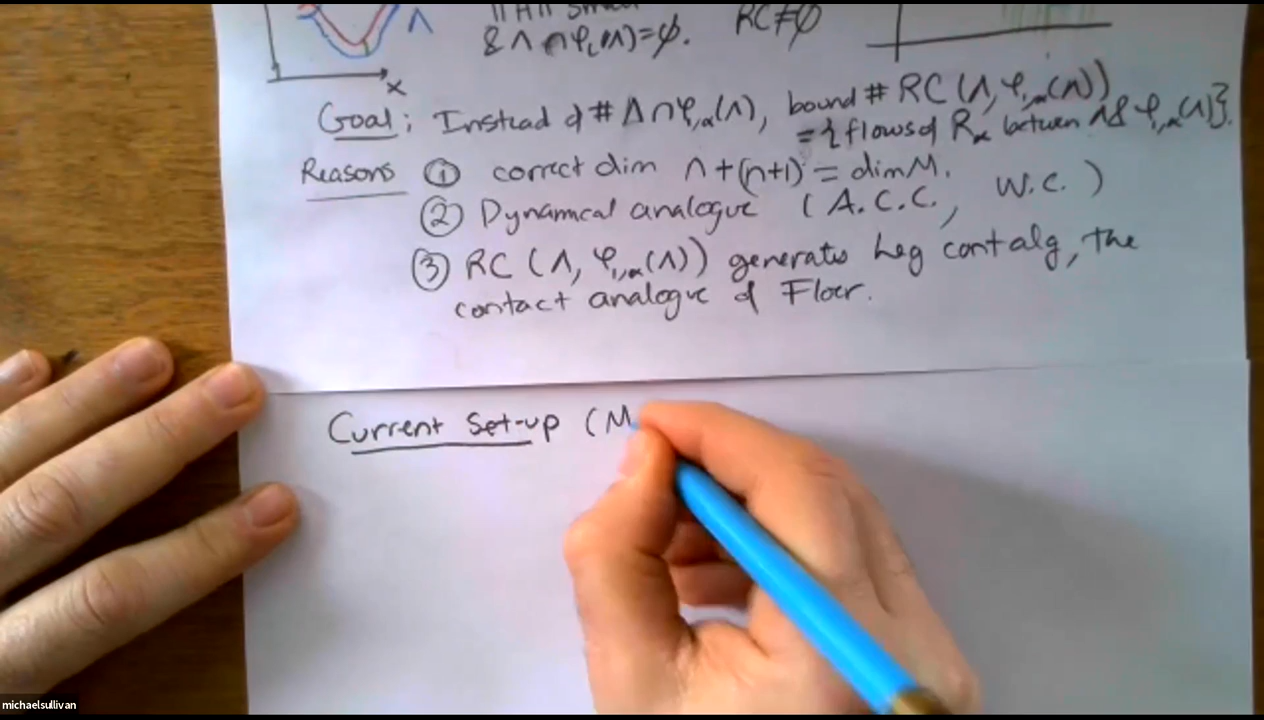 Λ
& Λ ∩ φ₁(Λ) = ∅. RC ≠ ∅
x
Goal: Instead of # Λ∩φ₁,α(Λ), bound # RC (Λ, φ₁,α(Λ))
= {flows of Rα between Λ & φ₁,α(Λ)}.
Reasons ① correct dim n+(n+1) = dim M.
② Dynamical analogue (A.C.C., W.C.)
③ RC (Λ, φ₁,α(Λ)) generates Leg cont alg, the
contact analogue of Floer.
Current Set-up (M
michaelsullivan